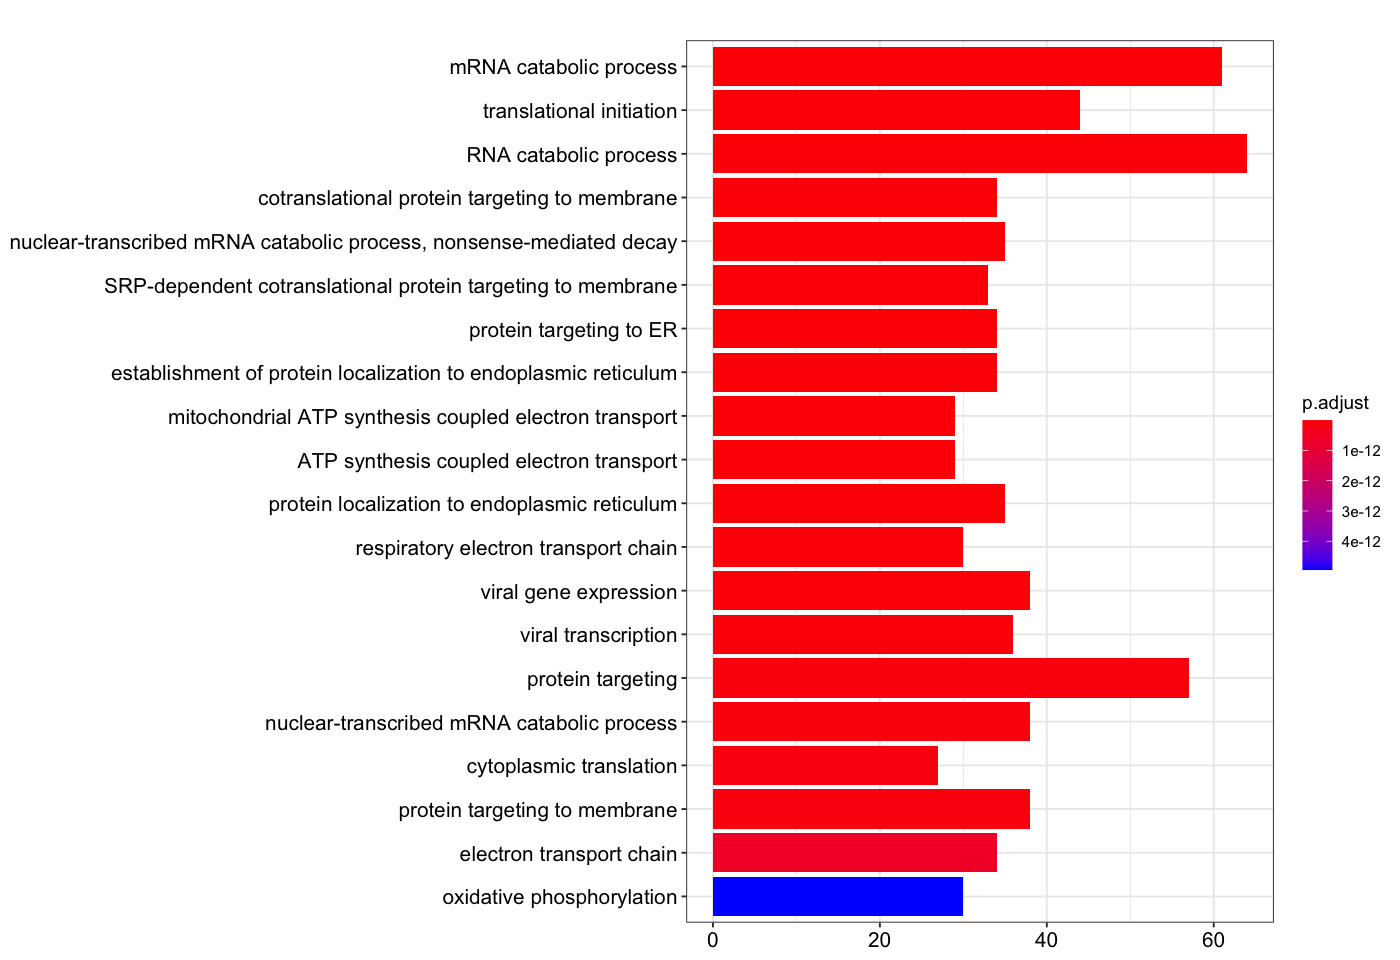 mRNA catabolic process
translational initiation
RNA catabolic process
cotranslational protein targeting to membrane
nuclear-transcribed mRNA catabolic process, nonsense-mediated decay
SRP-dependent cotranslational protein targeting to membrane
protein targeting to ER
establishment of protein localization to endoplasmic reticulum
mitochondrial ATP synthesis coupled electron transport
ATP synthesis coupled electron transport
protein localization to endoplasmic reticulum
respiratory electron transport chain
viral gene expression
viral transcription
protein targeting
nuclear-transcribed mRNA catabolic process
cytoplasmic translation
protein targeting to membrane
electron transport chain
oxidative phosphorylation
0 20 40 60
p.adjust
1e-12
2e-12
3e-12
4e-12